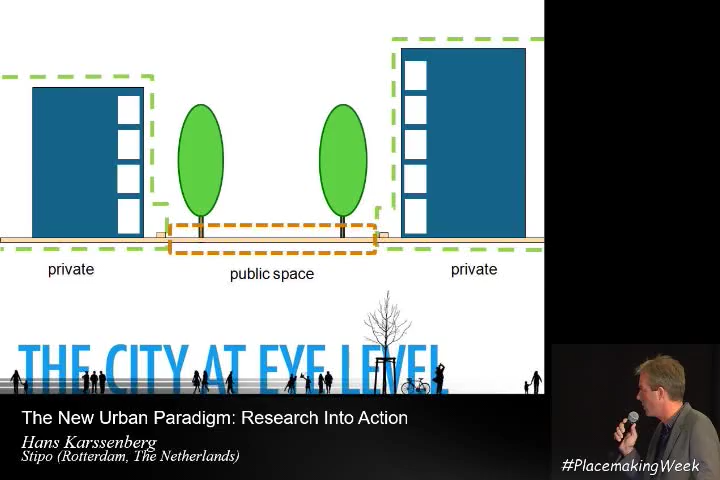 private
public space
private
THE CITY AT EYE LEVEL
The New Urban Paradigm: Research Into Action
Hans Karssenberg
Stipo (Rotterdam, The Netherlands)
#PlacemakingWeek